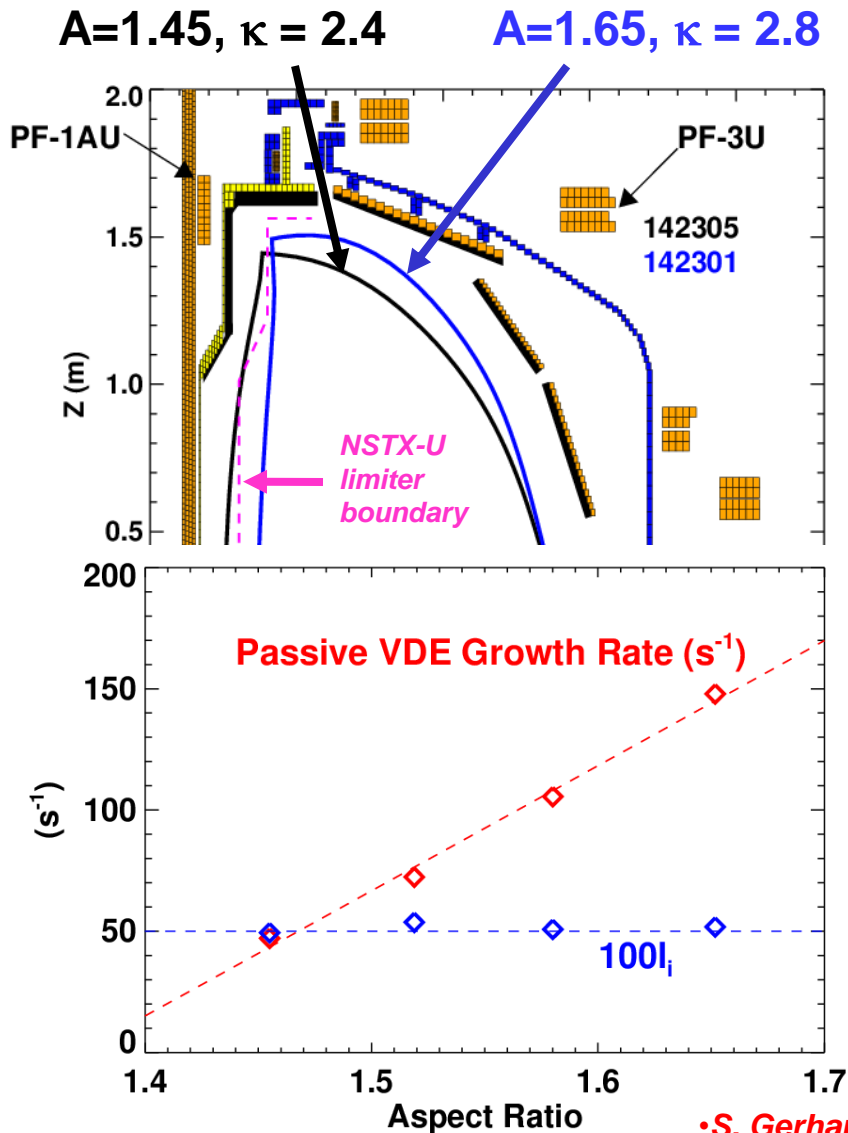 A=1.45, κ = 2.4
A=1.65, κ = 2.8
2.0
PF-1AU
PF-3U
142305
1.5
142301
Z (m)
1.0
NSTX-U
limiter
boundary
0.5
200
Passive VDE Growth Rate (s-1)
150
(s-1)
100
50
100li
0
1.4
1.5
1.6
1.7
Aspect Ratio
•S. Gerhar